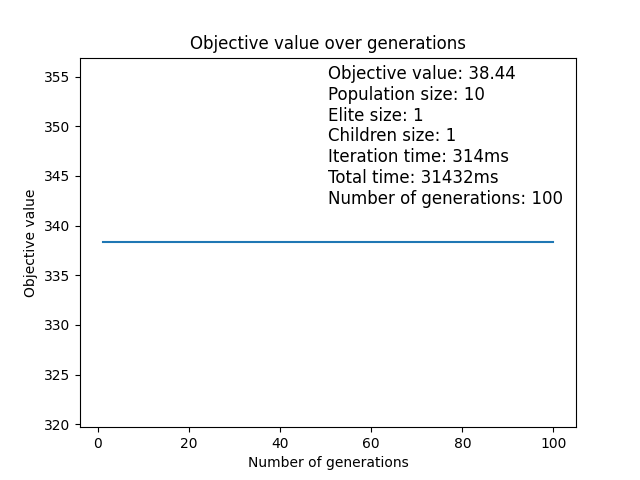 Objective value over generations
Objective value: 38.44
Population size: 10
Elite size: 1
Children size: 1
Iteration time: 314ms
Total time: 31432ms
Number of generations: 100
Objective value
355
350
345
340
335
330
325
320
0 20 40 60 80 100
Number of generations